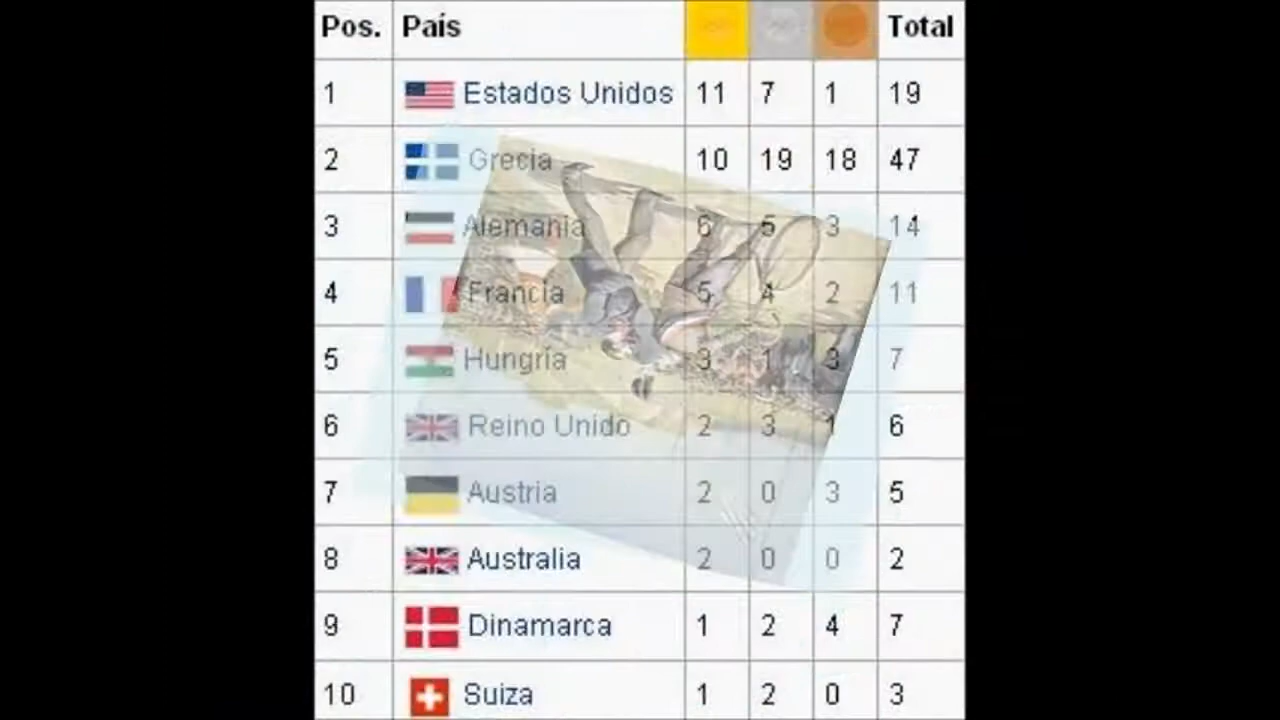 Pos. País Total
1 Estados Unidos 11 7 1 19
2 Grecia 10 19 18 47
3 Alemania 6 5 3 14
4 Francia 5 4 2 11
5 Hungría 3 1 3 7
6 Reino Unido 2 3 1 6
7 Austria 2 0 3 5
8 Australia 2 0 0 2
9 Dinamarca 1 2 4 7
10 Suiza 1 2 0 3